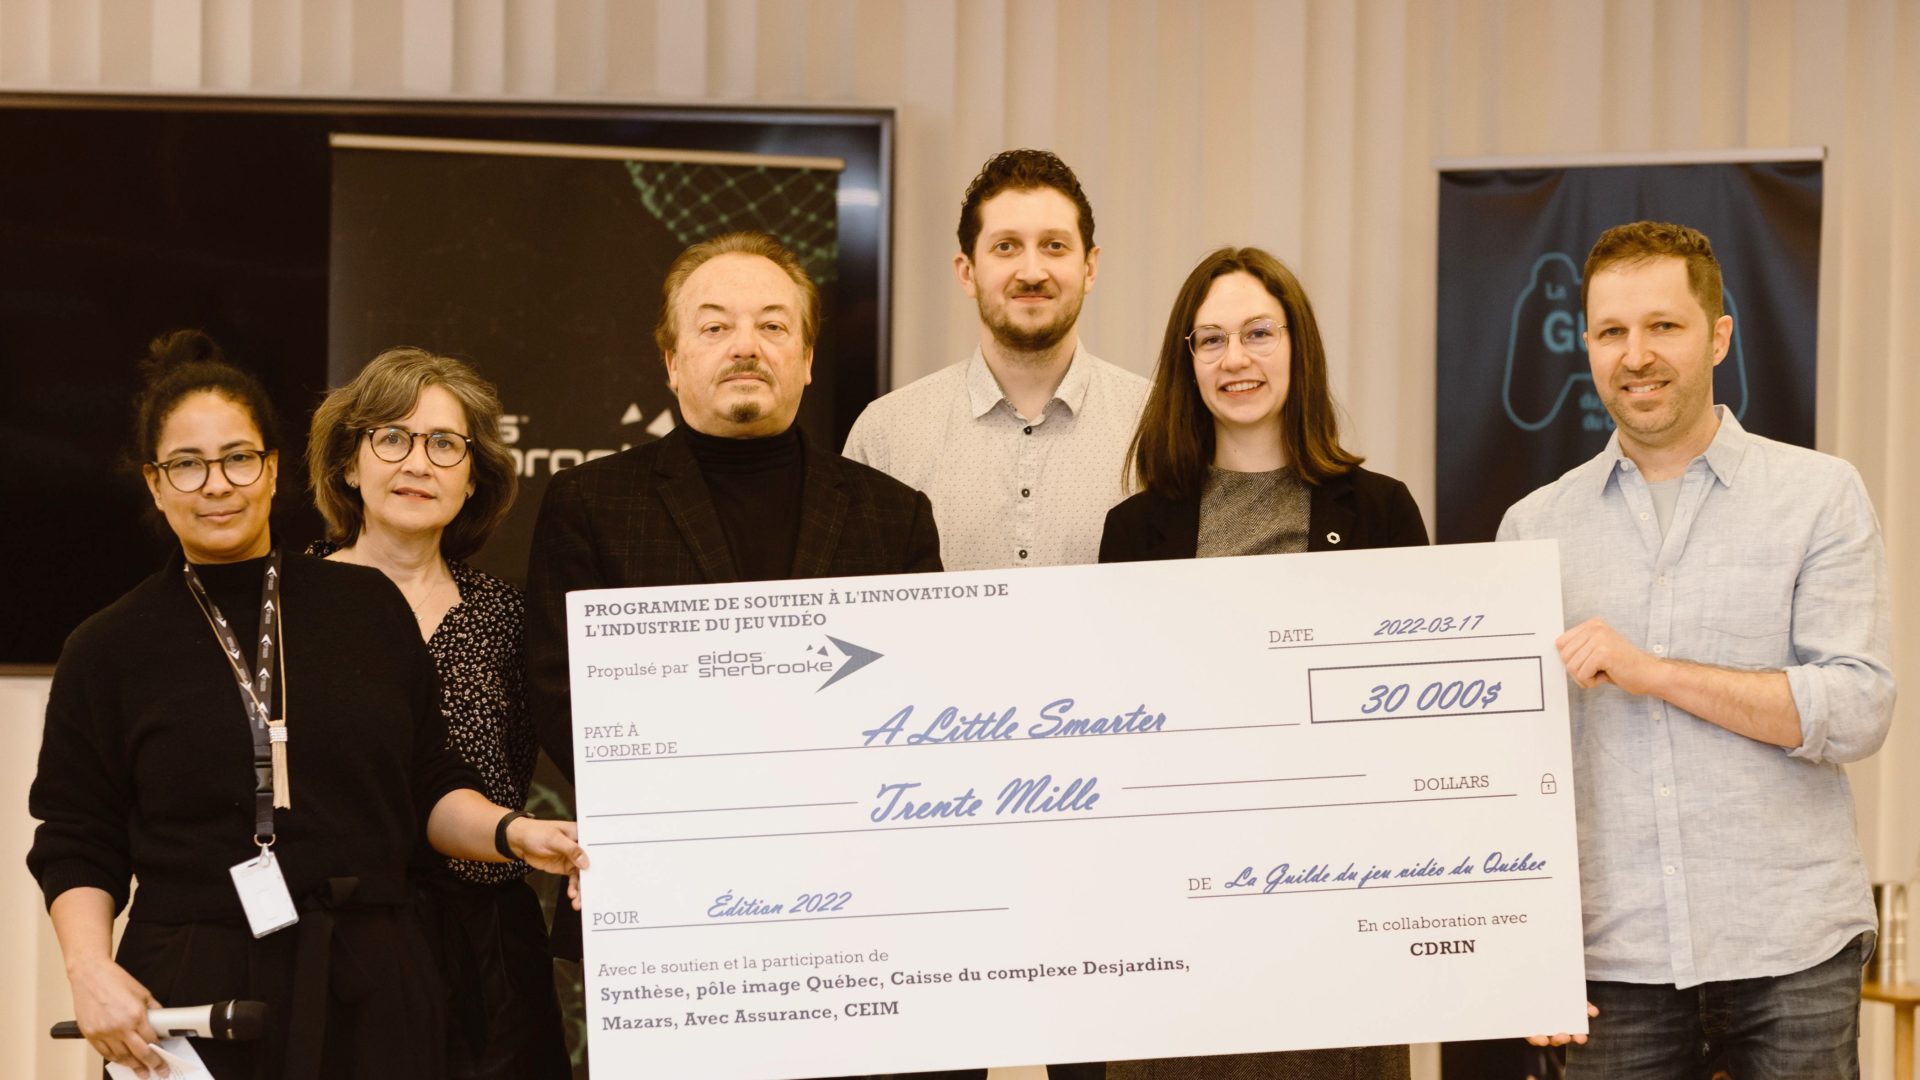 La
PROGRAMME DE SOUTIEN À L'INNOVATION DE
L'INDUSTRIE DU JEU VIDÉO
Propulsé par eidos sherbrooke
DATE 2022-03-17
30 000$
PAYÉ À
L'ORDRE DE A Little Smarter
Trente Mille DOLLARS
POUR Édition 2022
DE La Guilde du jeu vidéo du Québec
En collaboration avec
CDRIN
Avec le soutien et la participation de
Synthèse, pôle image Québec, Caisse du complexe Desjardins,
Mazars, Avec Assurance, CEIM